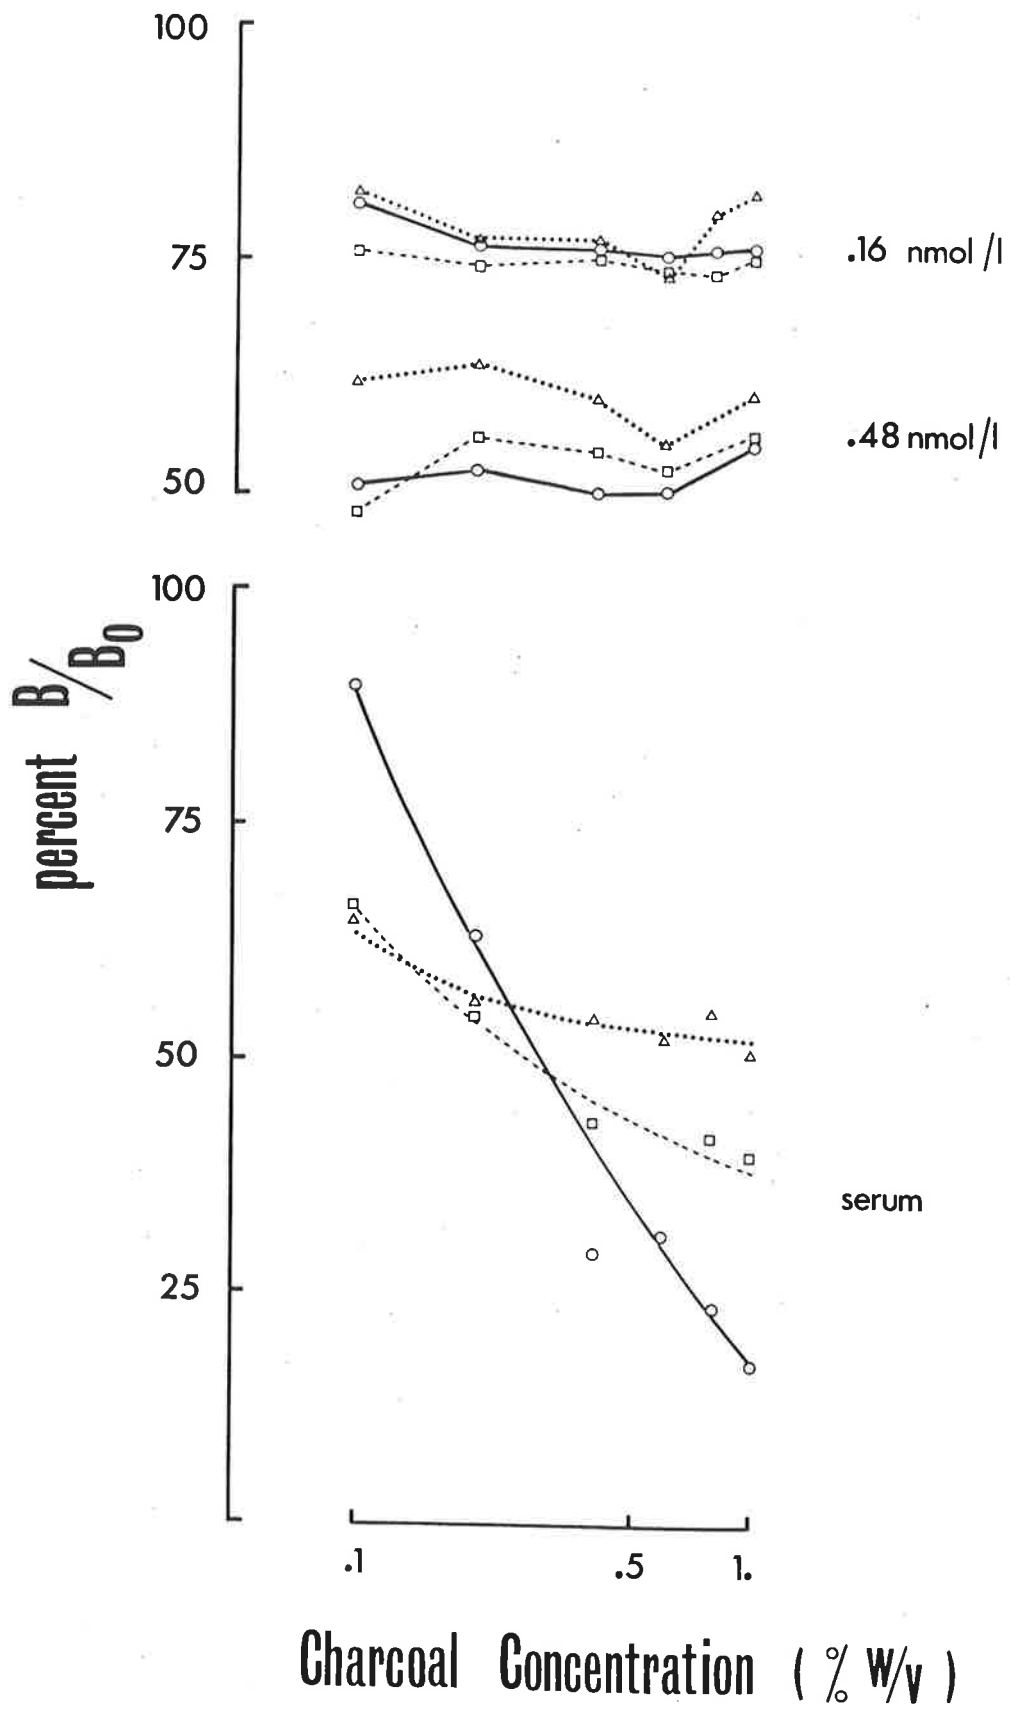 100
75
50
.16 nmol/l
.48 nmol/l
percent B/B0
100
75
50
25
serum
.1 .5 1.
Charcoal Concentration (% W/V)